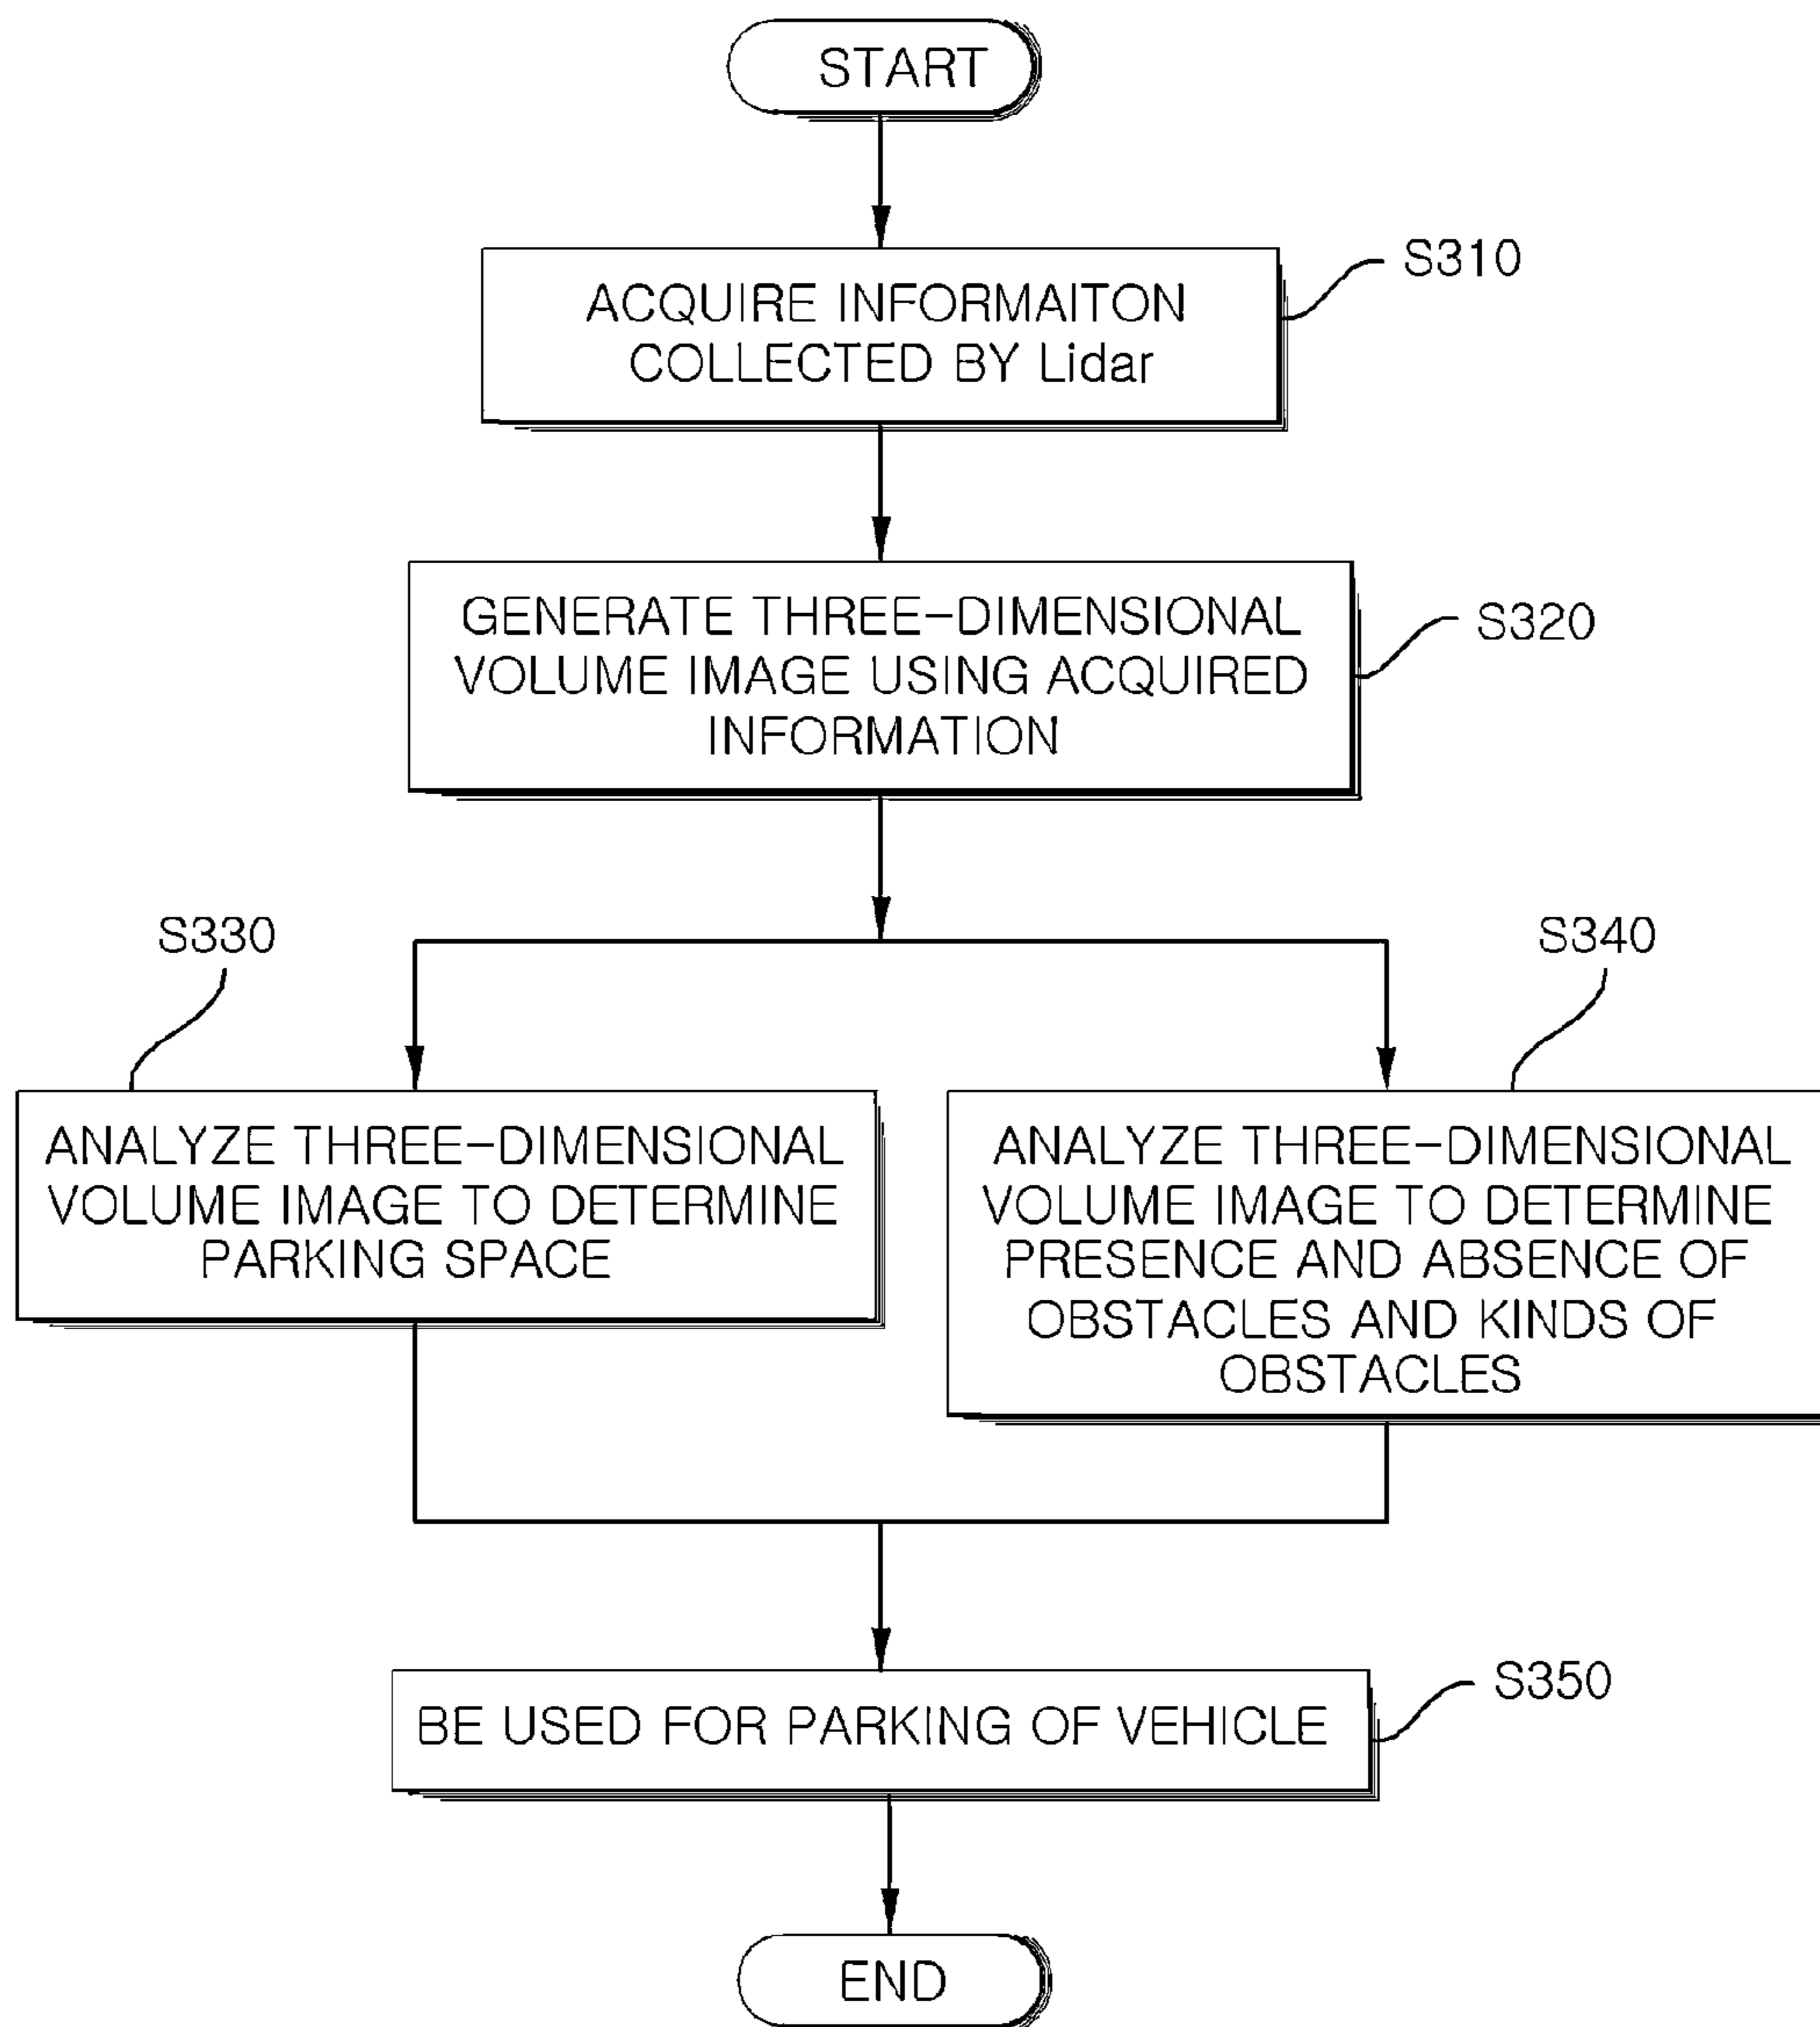 START
S310
ACQUIRE INFORMAITON
COLLECTED BY Lidar
GENERATE THREE-DIMENSIONAL
VOLUME IMAGE USING ACQUIRED
INFORMATION
S320
S330
S340
ANALYZE THREE-DIMENSIONAL
VOLUME IMAGE TO DETERMINE
PARKING SPACE
ANALYZE THREE-DIMENSIONAL
VOLUME IMAGE TO DETERMINE
PRESENCE AND ABSENCE OF
OBSTACLES AND KINDS OF
OBSTACLES
S350
BE USED FOR PARKING OF VEHICLE
END